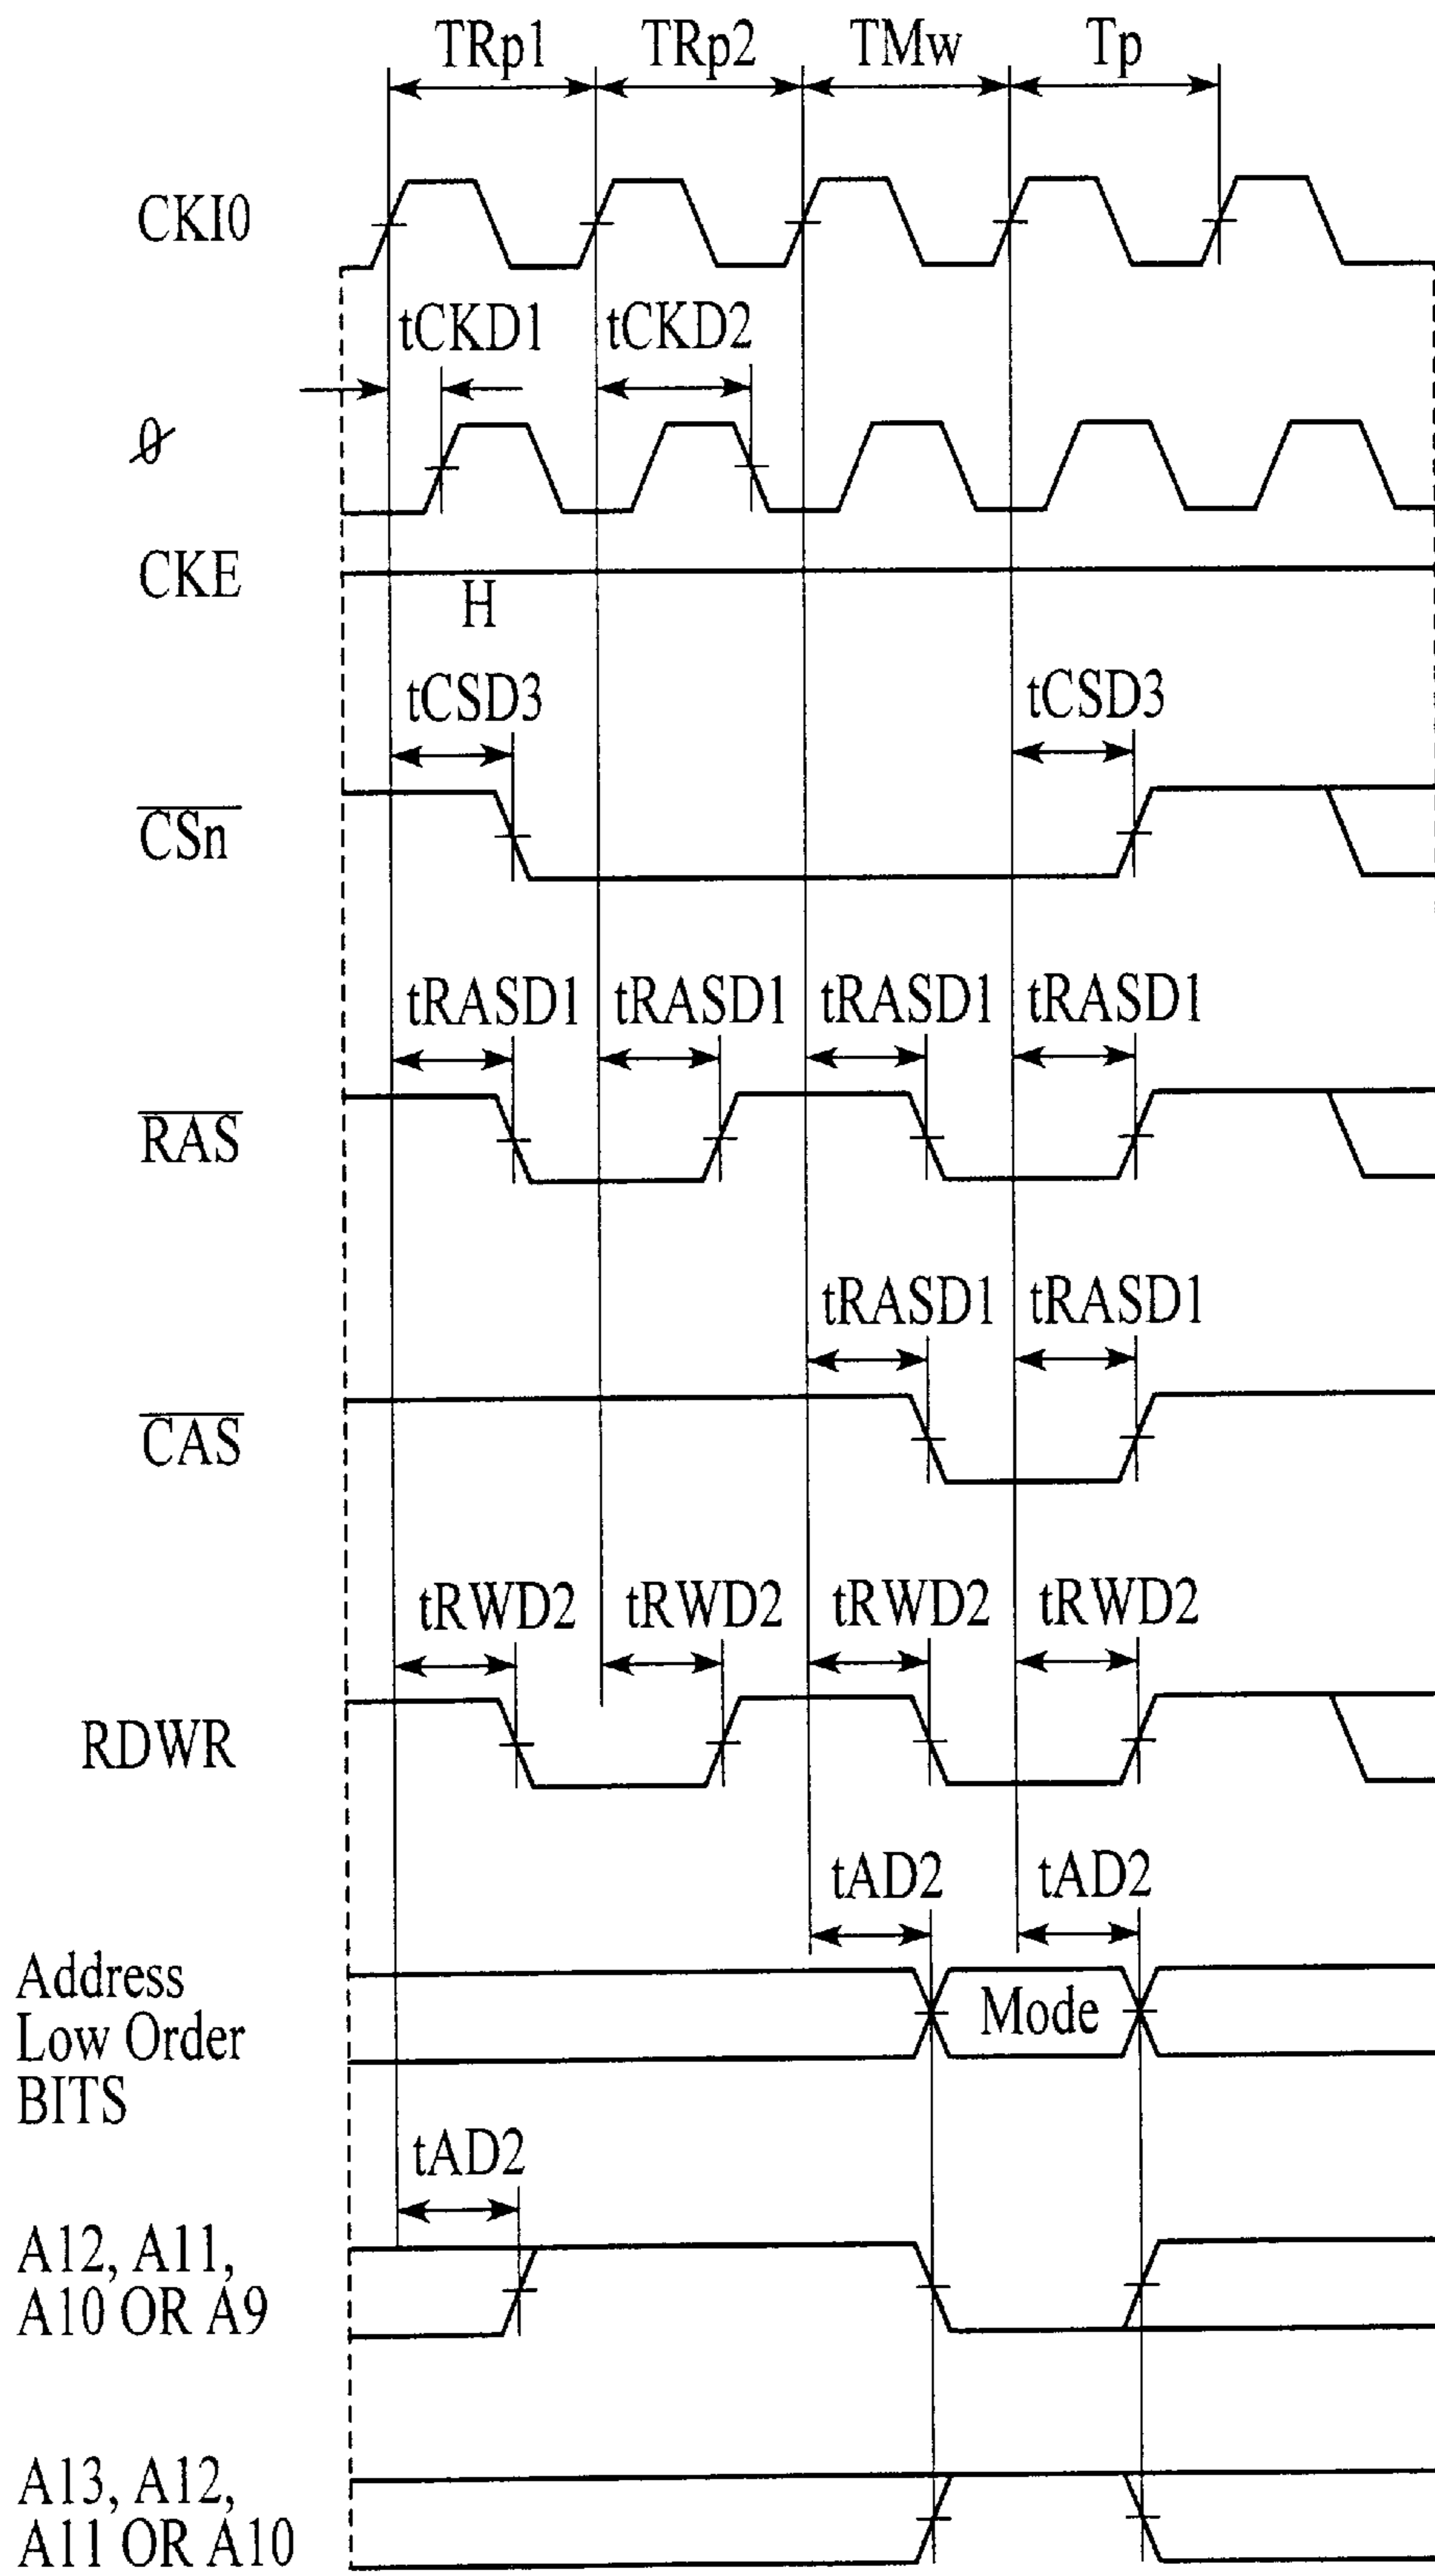 TRp1 TRp2 TMw Tp
CKI0
tCKD1 tCKD2
ϕ
CKE
H
tCSD3 tCSD3
CSn
tRASD1 tRASD1 tRASD1 tRASD1
RAS
tRASD1 tRASD1
CAS
tRWD2 tRWD2 tRWD2 tRWD2
RDWR
tAD2 tAD2
Address
Low Order
BITS
Mode
tAD2
A12, A11,
A10 OR A9
A13, A12,
A11 OR A10